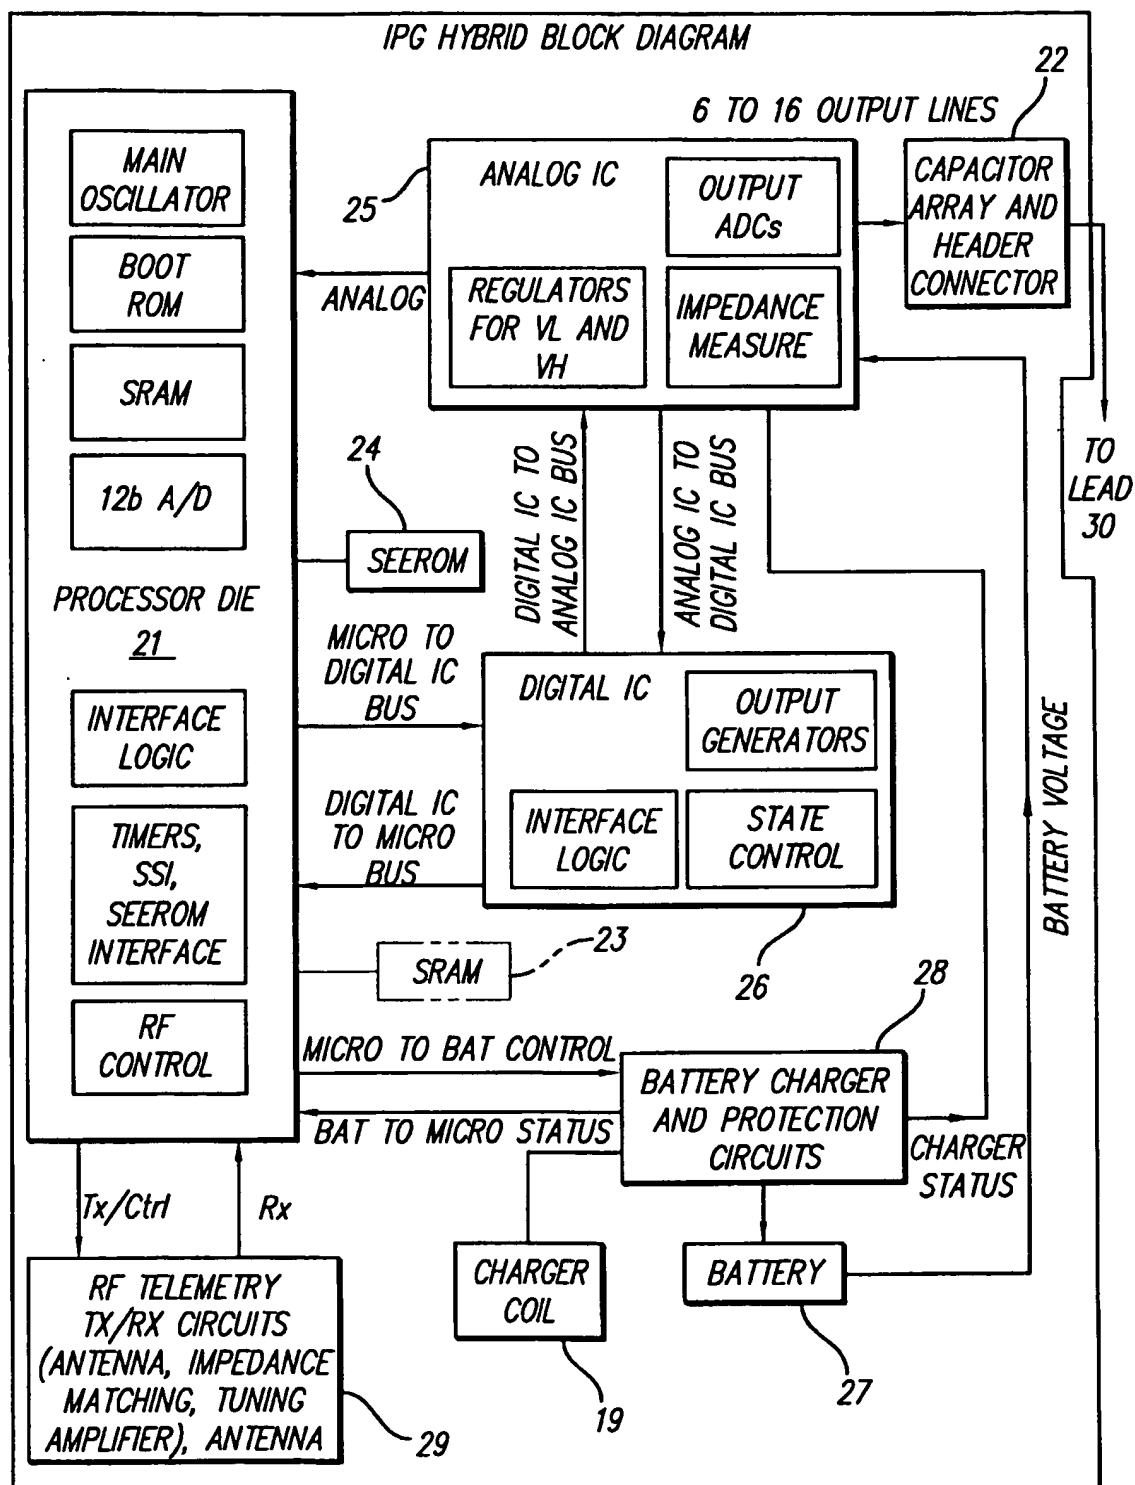 IPG HYBRID BLOCK DIAGRAM
22
6 TO 16 OUTPUT LINES
MAIN
OSCILLATOR
BOOT
ROM
SRAM
12b A/D
PROCESSOR DIE
21
INTERFACE
LOGIC
TIMERS,
SSI,
SEEROM
INTERFACE
RF
CONTROL
25
ANALOG IC
OUTPUT
ADCs
REGULATORS
FOR VL AND
VH
IMPEDANCE
MEASURE
CAPACITOR
ARRAY AND
HEADER
CONNECTOR
ANALOG
TO
LEAD
30
24
SEEROM
DIGITAL IC TO
ANALOG IC BUS
ANALOG IC TO
DIGITAL IC BUS
MICRO TO
DIGITAL IC
BUS
DIGITAL IC
OUTPUT
GENERATORS
INTERFACE
LOGIC
STATE
CONTROL
DIGITAL IC
TO MICRO
BUS
BATTERY VOLTAGE
SRAM
23
26
28
MICRO TO BAT CONTROL
BAT TO MICRO STATUS
BATTERY CHARGER
AND PROTECTION
CIRCUITS
CHARGER
STATUS
Tx/Ctrl
Rx
CHARGER
COIL
BATTERY
RF TELEMETRY
TX/RX CIRCUITS
(ANTENNA, IMPEDANCE
MATCHING, TUNING
AMPLIFIER), ANTENNA
29
19
27